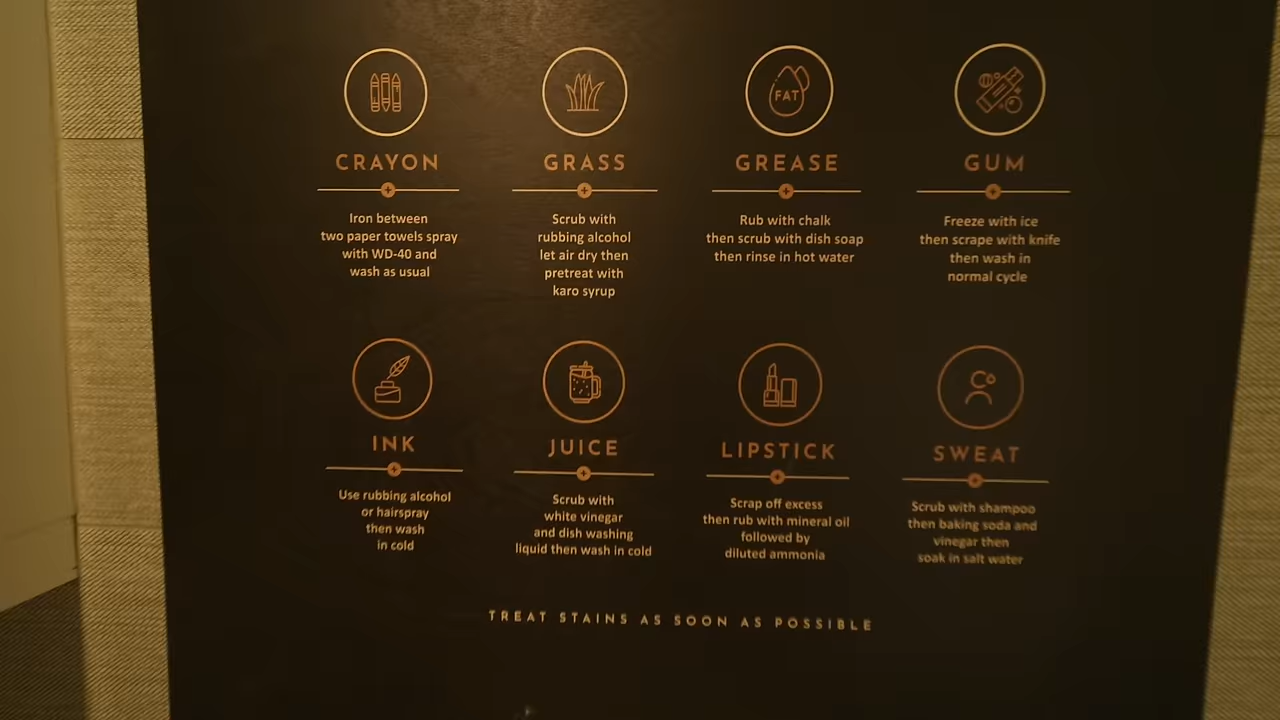 FAT
CRAYON
Iron between
two paper towels spray
with WD-40 and
wash as usual
GRASS
Scrub with
rubbing alcohol
let air dry then
pretreat with
karo syrup
GREASE
Rub with chalk
then scrub with dish soap
then rinse in hot water
GUM
Freeze with ice
then scrape with knife
then wash in
normal cycle
INK
Use rubbing alcohol
or hairspray
then wash
in cold
JUICE
Scrub with
white vinegar
and dish washing
liquid then wash in cold
LIPSTICK
Scrap off excess
then rub with mineral oil
followed by
diluted ammonia
SWEAT
Scrub with shampoo
then baking soda and
vinegar then
soak in salt water
TREAT STAINS AS SOON AS POSSIBLE